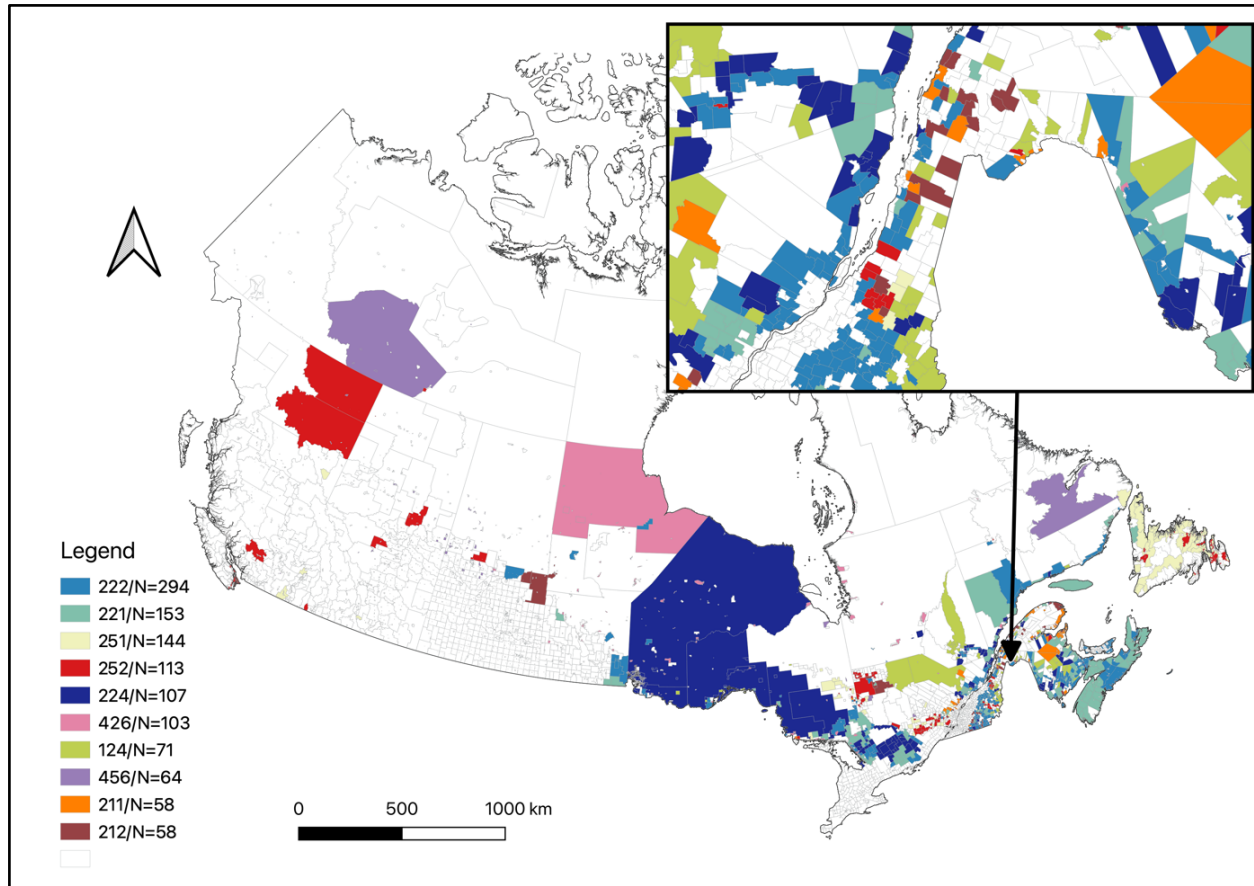 Legend
222/N=294
221/N=153
251/N=144
252/N=113
224/N=107
426/N=103
124/N=71
456/N=64
211/N=58
212/N=58
0 500 1000 km